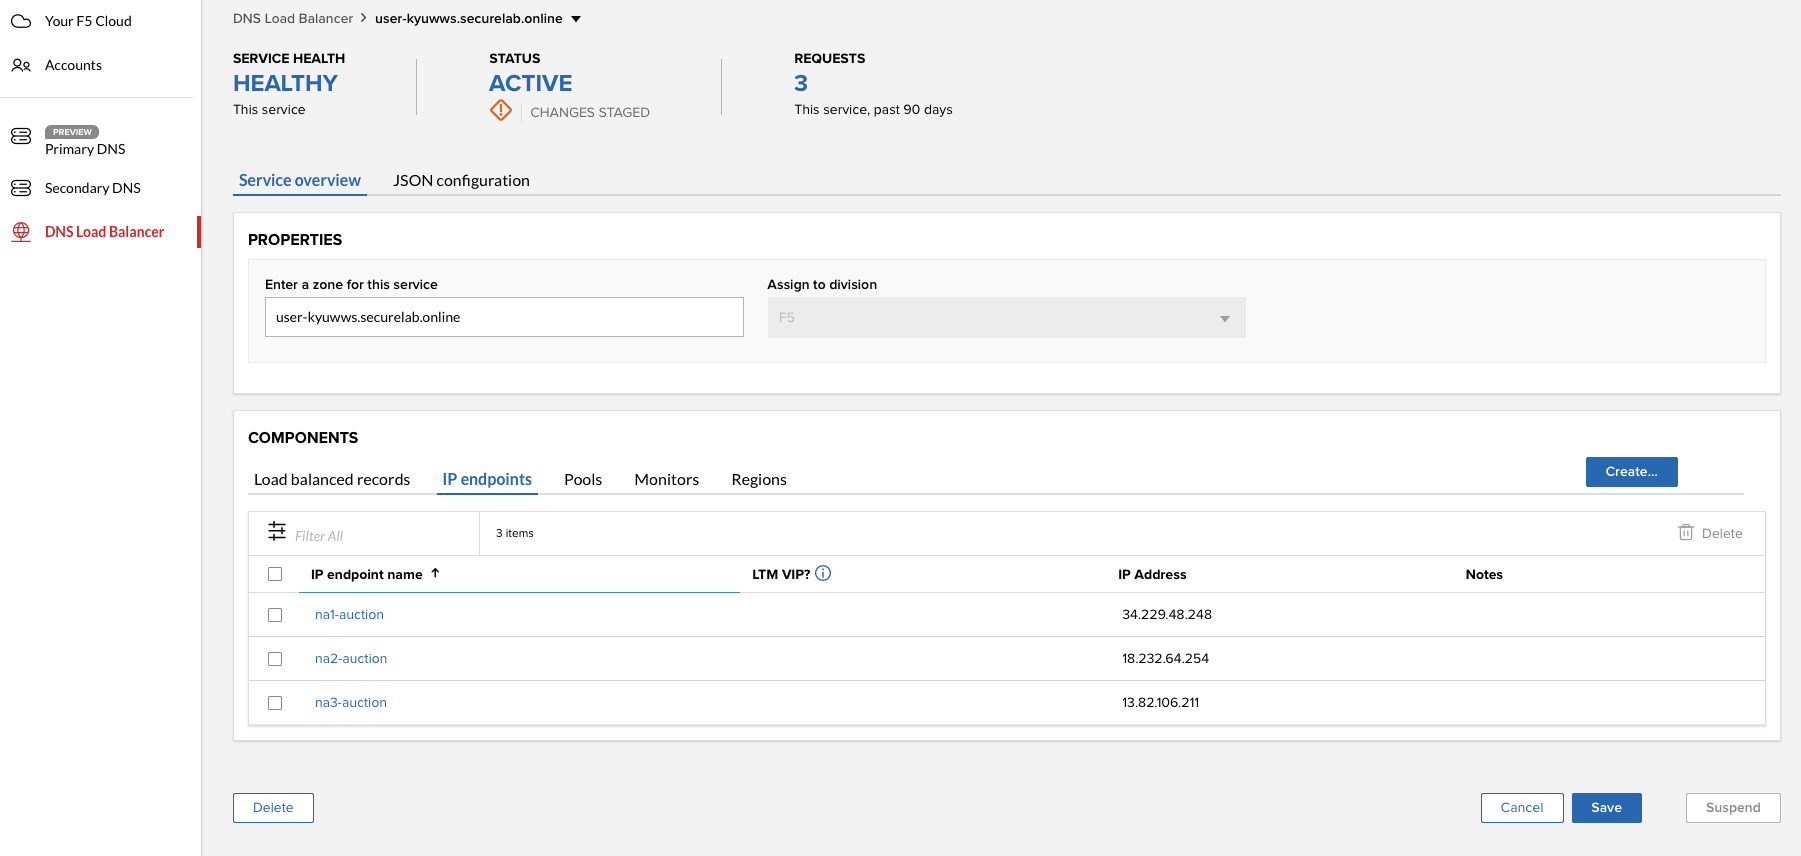 Your F5 Cloud
Accounts
PREVIEW
Primary DNS
Secondary DNS
DNS Load Balancer
DNS Load Balancer > user-kyuwws.securelab.online
SERVICE HEALTH
HEALTHY
This service
STATUS
ACTIVE
CHANGES STAGED
REQUESTS
3
This service, past 90 days
Service overview JSON configuration
PROPERTIES
Enter a zone for this service
user-kyuwws.securelab.online
Assign to division
F5
COMPONENTS
Load balanced records IP endpoints Pools Monitors Regions Create...
Filter All 3 items Delete
IP endpoint name LTM VIP? IP Address Notes
na1-auction 34.229.48.248
na2-auction 18.232.64.254
na3-auction 13.82.106.211
Delete Cancel Save Suspend